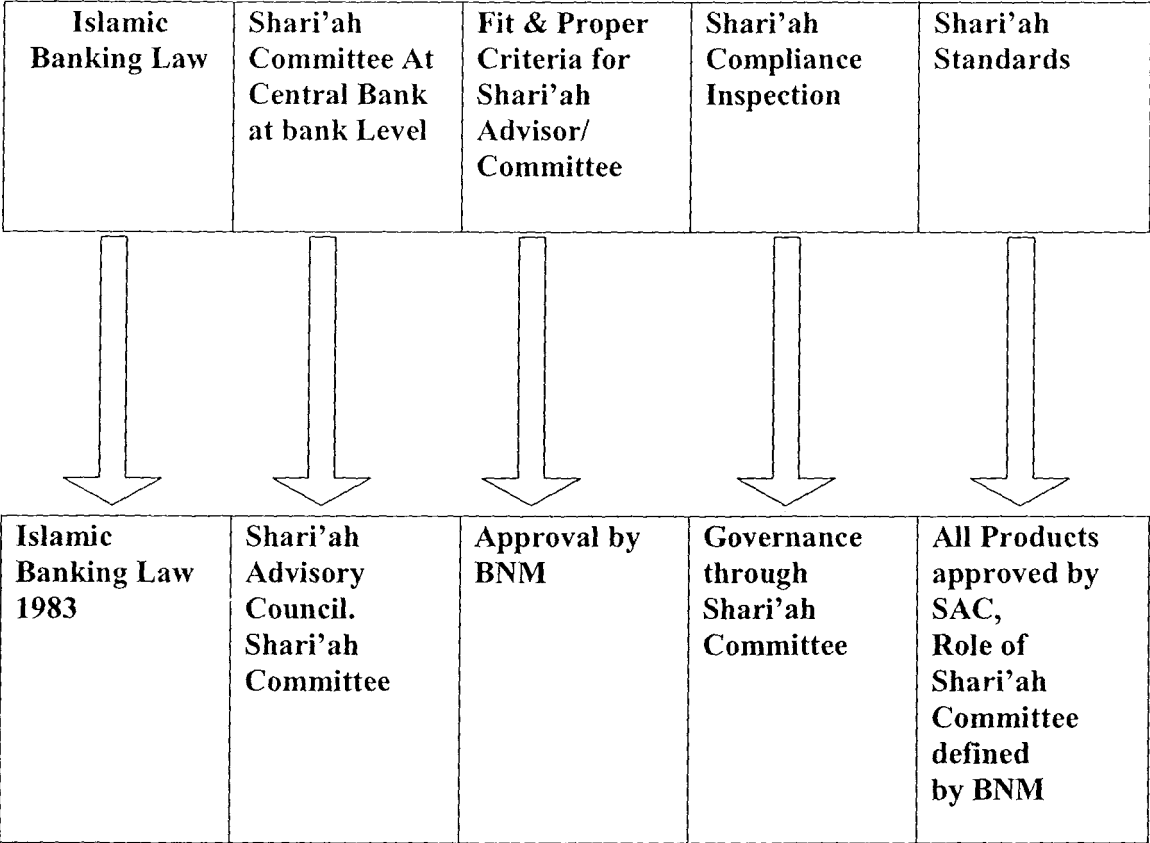 Islamic
Banking Law
Shari'ah
Committee At
Central Bank
at bank Level
Fit & Proper
Criteria for
Shari'ah
Advisor/
Committee
Shari'ah
Compliance
Inspection
Shari'ah
Standards
Islamic
Banking Law
1983
Shari'ah
Advisory
Council.
Shari'ah
Committee
Approval by
BNM
Governance
through
Shari'ah
Committee
All Products
approved by
SAC,
Role of
Shari'ah
Committee
defined
by BNM